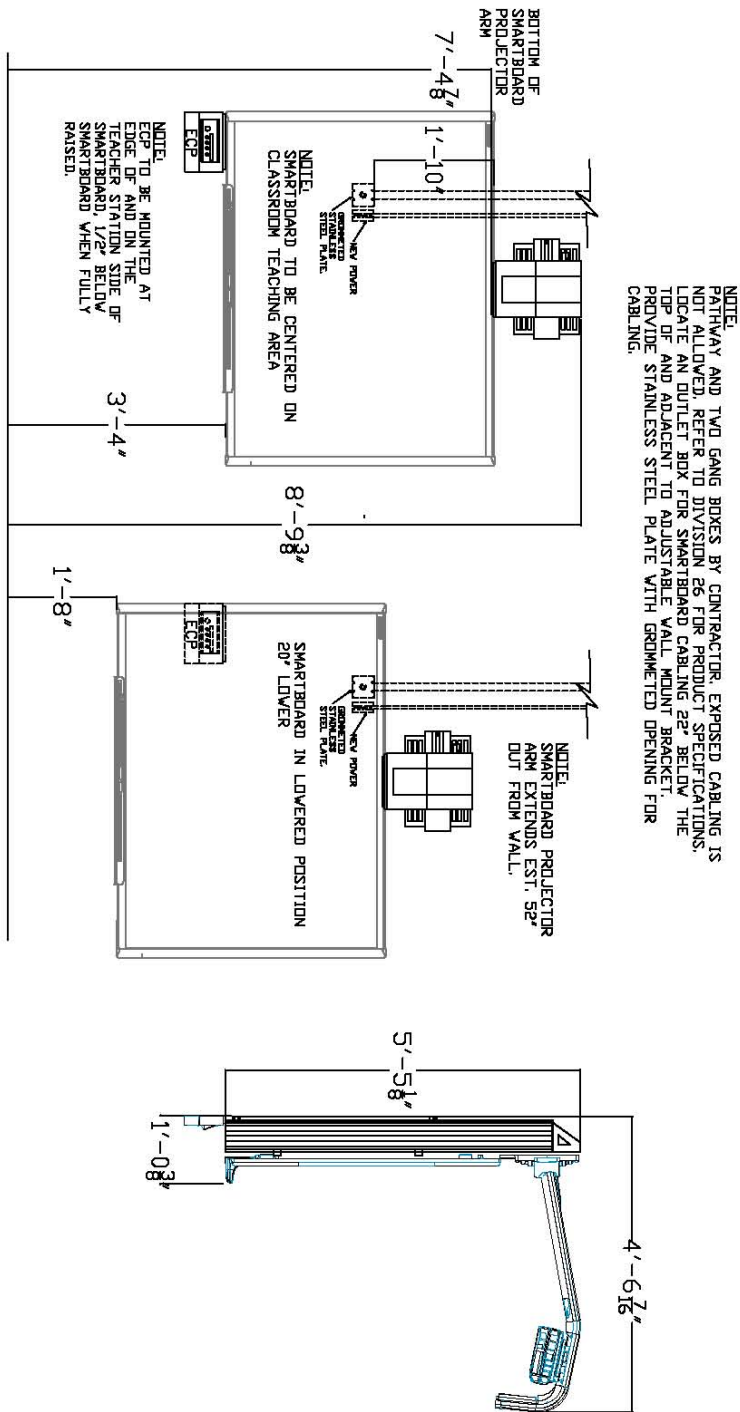 NOTE:
PATHWAY AND TWO GANG BOXES BY CONTRACTOR. EXPOSED CABLING IS
NOT ALLOWED. REFER TO DIVISION 26 FOR PRODUCT SPECIFICATIONS.
LOCATE AN OUTLET BOX FOR SMARTBOARD CABLING 22" BELOW THE
TOP OF AND ADJACENT TO ADJUSTABLE WALL MOUNT BRACKET.
PROVIDE STAINLESS STEEL PLATE WITH GROMMETED OPENING FOR
CABLING.
BOTTOM OF
SMARTBOARD
PROJECTOR
ARM
7'-4 7/8"
1'-10"
NEW POWER
GROMMETED
STAINLESS
STEEL PLATE.
NOTE:
SMARTBOARD TO BE CENTERED ON
CLASSROOM TEACHING AREA
ECP
NOTE:
ECP TO BE MOUNTED AT
EDGE OF AND ON THE
TEACHER STATION SIDE OF
SMARTBOARD, 1/2" BELOW
SMARTBOARD WHEN FULLY
RAISED.
3'-4"
8'-9 3/8"
NOTE:
SMARTBOARD PROJECTOR
ARM EXTENDS EST. 52"
OUT FROM WALL.
NEW POWER
GROMMETED
STAINLESS
STEEL PLATE.
SMARTBOARD IN LOWERED POSITION
20" LOWER
ECP
1'-8"
5'-5 1/8"
1'-0 3/8"
4'-6 7/16"